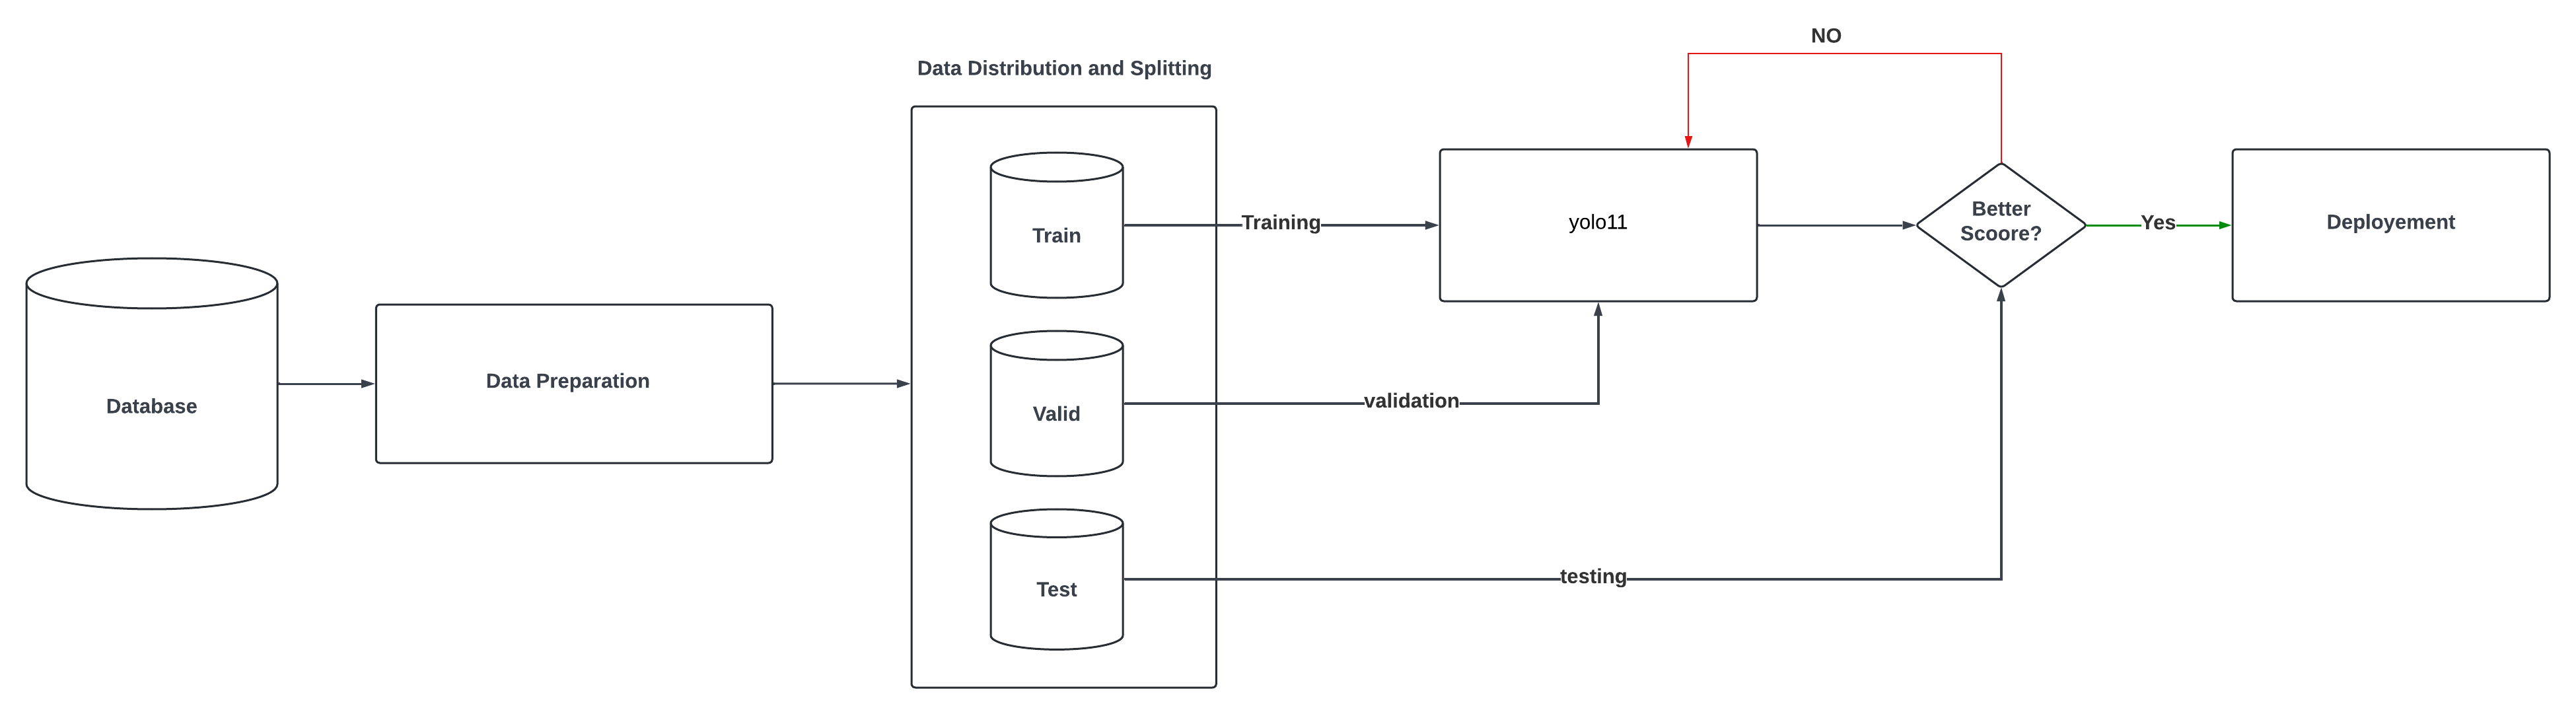 NO
Data Distribution and Splitting
Train
Training
yolo11
Better
Scoore?
Yes
Deployement
Database
Data Preparation
Valid
validation
Test
testing